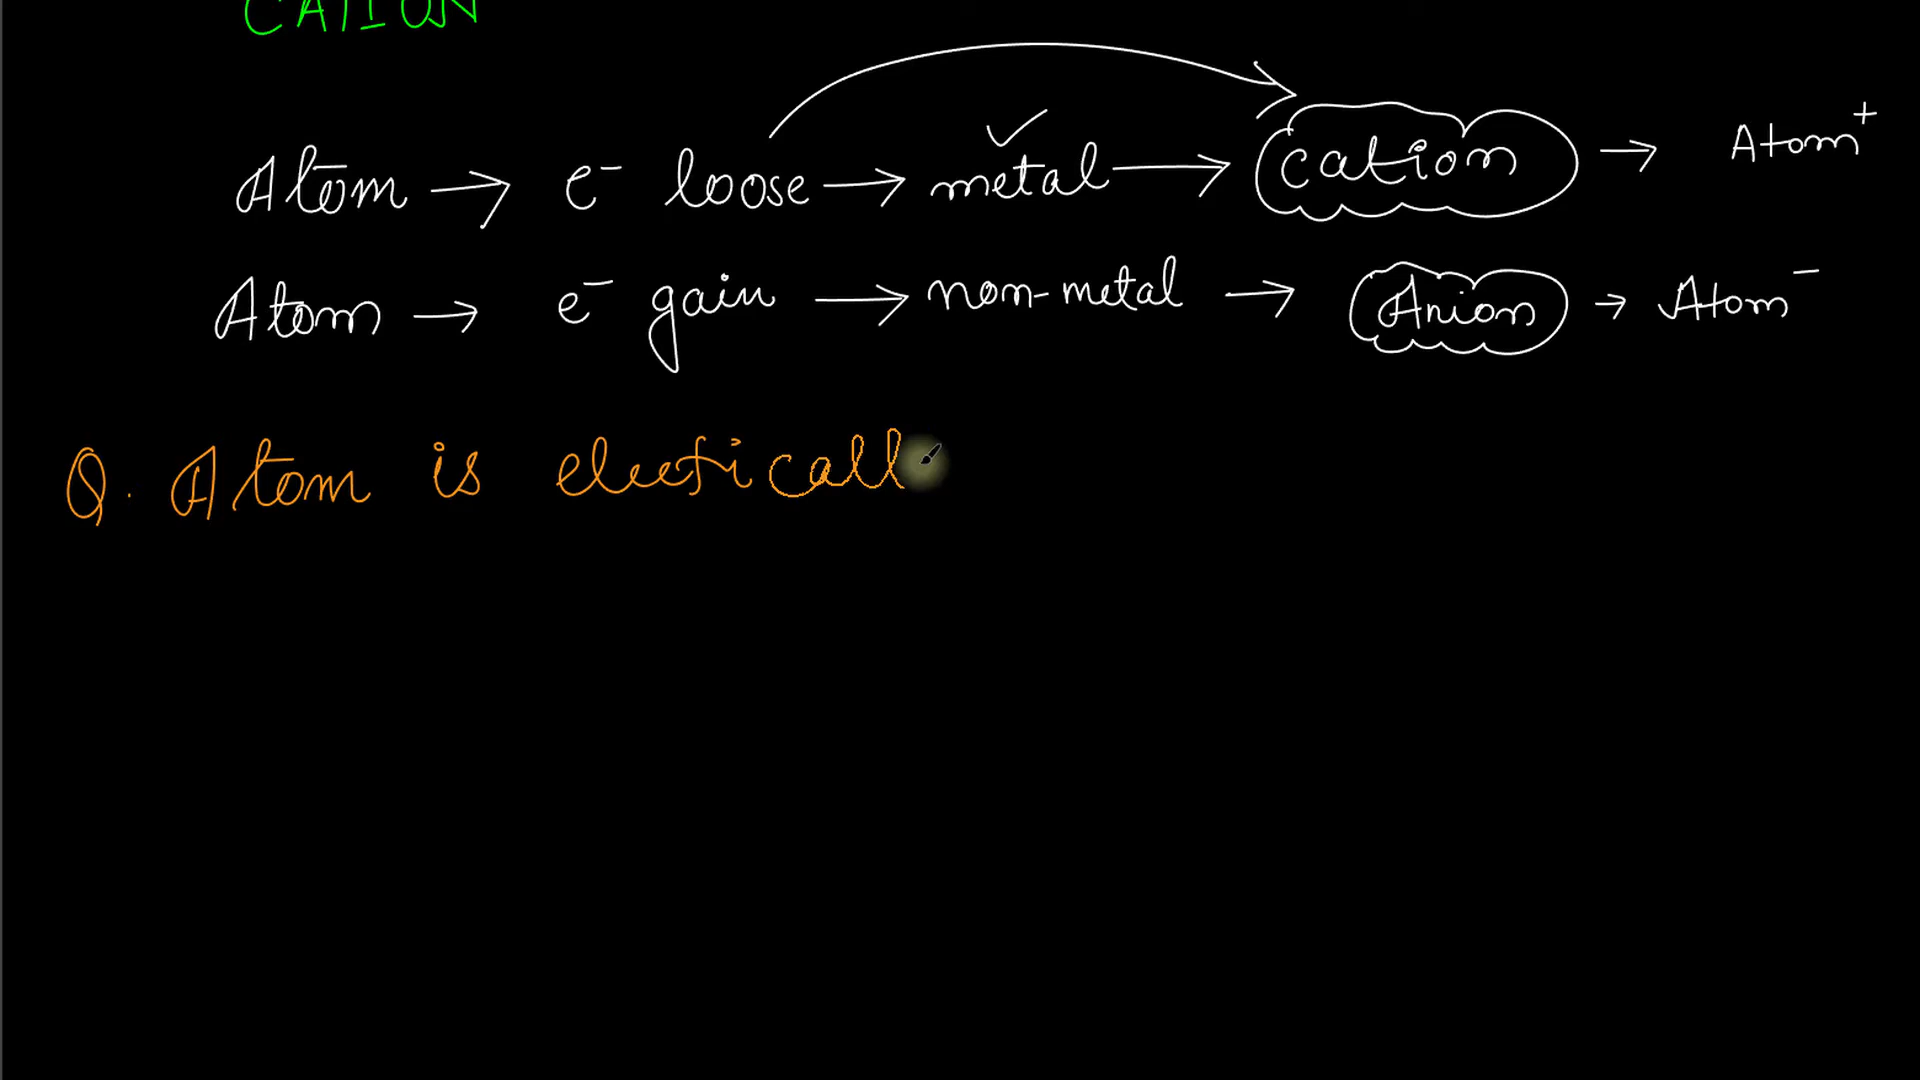 CATION
Atom → e⁻ loose → metal → cation → Atom⁺
Atom → e⁻ gain → non-metal → Anion → Atom⁻
Q. Atom is electicall